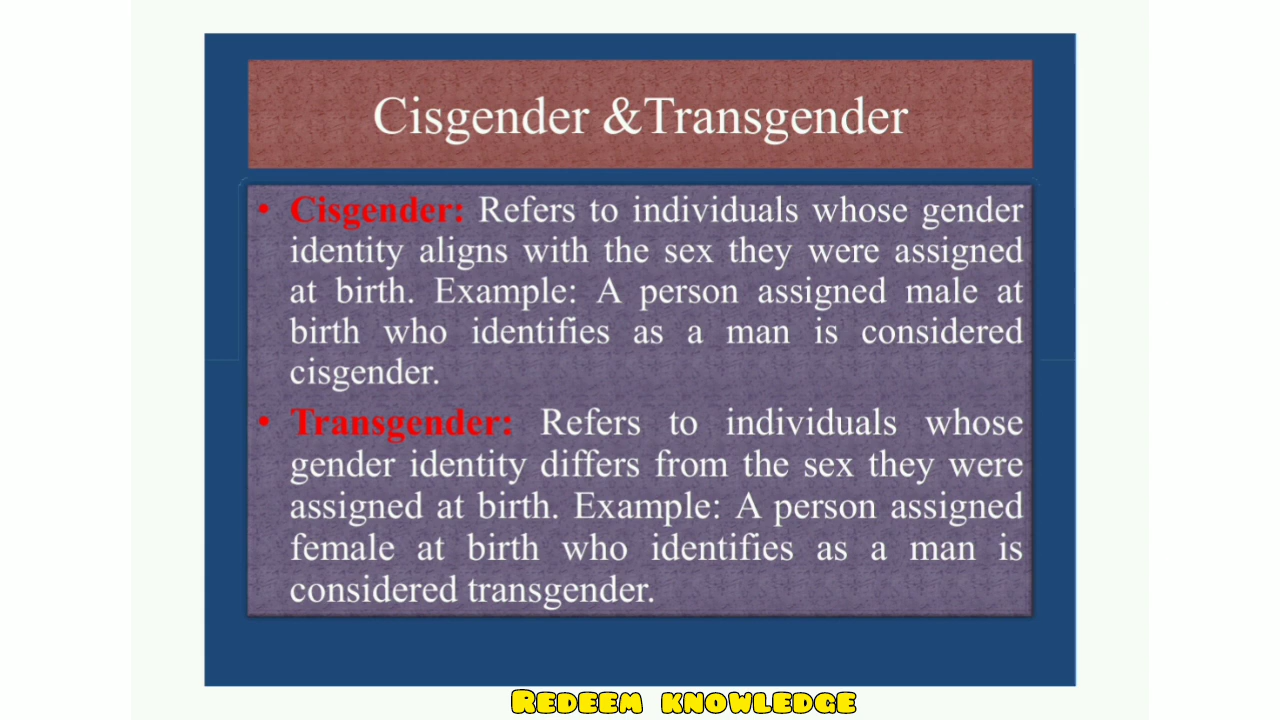 Cisgender &Transgender
• Cisgender: Refers to individuals whose gender
identity aligns with the sex they were assigned
at birth. Example: A person assigned male at
birth who identifies as a man is considered
cisgender.
• Transgender: Refers to individuals whose
gender identity differs from the sex they were
assigned at birth. Example: A person assigned
female at birth who identifies as a man is
considered transgender.
Redeem knowledge